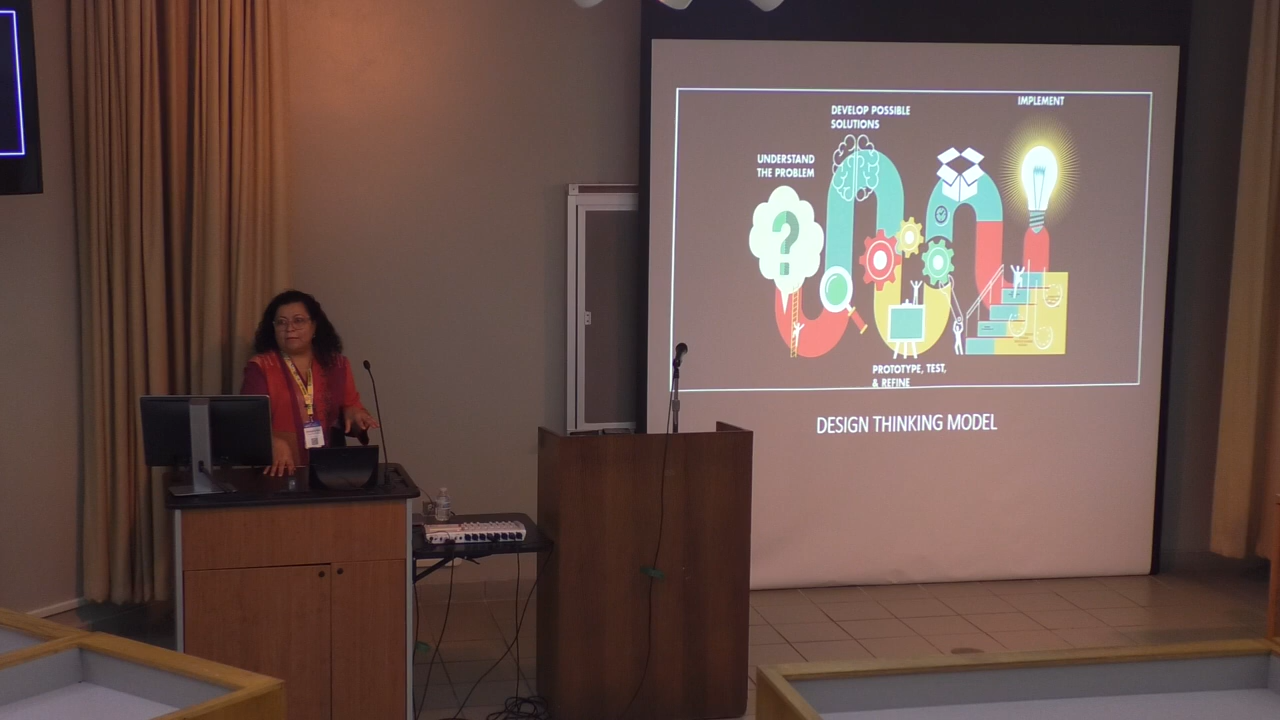 DEVELOP POSSIBLE
SOLUTIONS
IMPLEMENT
UNDERSTAND
THE PROBLEM
PROTOTYPE, TEST,
& REFINE
DESIGN THINKING MODEL